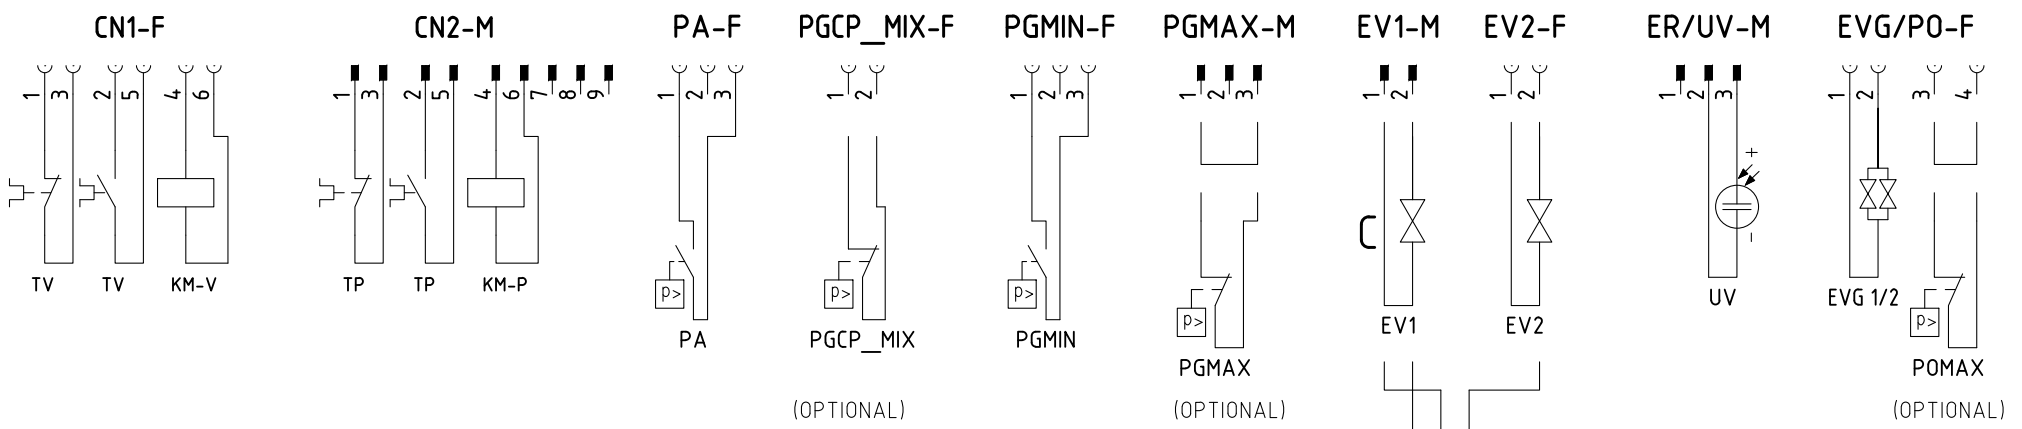 CN1-F CN2-M PA-F PGCP_MIX-F PGMIN-F PGMAX-M EV1-M EV2-F ER/UV-M EVG/PO-F
1 3 2 5 4 6 1 3 2 5 4 6 7 8 9 1 2 3 1 2 1 2 3 1 2 3 1 2 1 2 1 2 3 1 2 3 4
+
C
-
TV TV KM-V TP TP KM-P p> p> p> UV EVG 1/2
p> EV1 EV2 p>
PA PGCP_MIX PGMIN
PGMAX POMAX
(OPTIONAL) (OPTIONAL) (OPTIONAL)